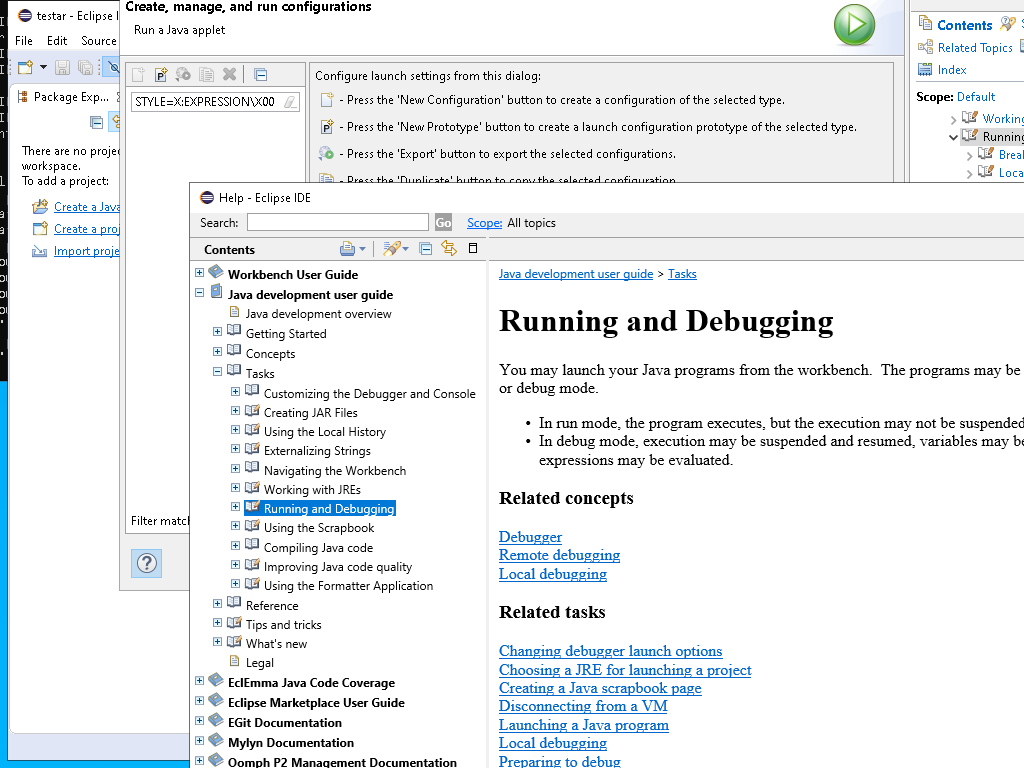 testar - Eclipse I
File Edit Source
Package Exp...
There are no proje
workspace.
To add a project:
Create a Java
Create a proj
Import proje
Create, manage, and run configurations
Run a Java applet
STYLE=X:EXPRESSION\X00
Filter match
Configure launch settings from this dialog:
- Press the 'New Configuration' button to create a configuration of the selected type.
- Press the 'New Prototype' button to create a launch configuration prototype of the selected type.
- Press the 'Export' button to export the selected configurations.
- Press the 'Duplicate' button to copy the selected configuration.
Contents
Related Topics
Index
Scope: Default
Working
Running
Brea
Loca
Help - Eclipse IDE
Search: Go Scope: All topics
Contents
Workbench User Guide
Java development user guide
Java development overview
Getting Started
Concepts
Tasks
Customizing the Debugger and Console
Creating JAR Files
Using the Local History
Externalizing Strings
Navigating the Workbench
Working with JREs
Running and Debugging
Using the Scrapbook
Compiling Java code
Improving Java code quality
Using the Formatter Application
Reference
Tips and tricks
What's new
Legal
EclEmma Java Code Coverage
Eclipse Marketplace User Guide
EGit Documentation
Mylyn Documentation
Oomph P2 Management Documentation
Java development user guide > Tasks
Running and Debugging
You may launch your Java programs from the workbench. The programs may be
or debug mode.
• In run mode, the program executes, but the execution may not be suspended
• In debug mode, execution may be suspended and resumed, variables may be
expressions may be evaluated.
Related concepts
Debugger
Remote debugging
Local debugging
Related tasks
Changing debugger launch options
Choosing a JRE for launching a project
Creating a Java scrapbook page
Disconnecting from a VM
Launching a Java program
Local debugging
Preparing to debug